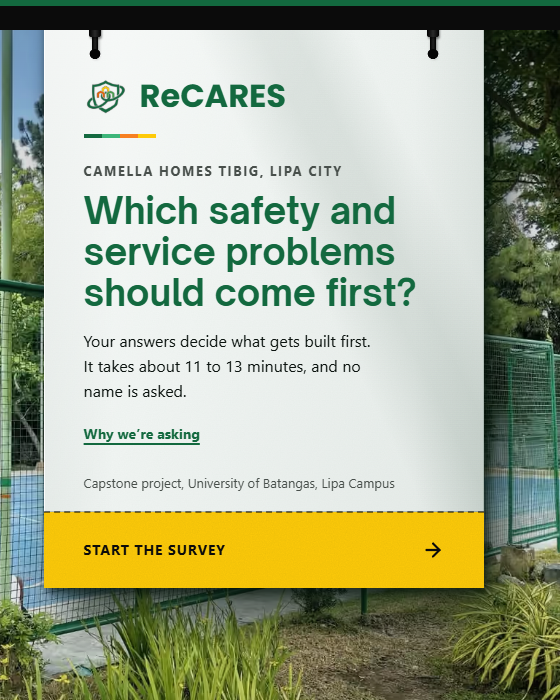 ReCARES
CAMELLA HOMES TIBIG, LIPA CITY
Which safety and
service problems
should come first?
Your answers decide what gets built first.
It takes about 11 to 13 minutes, and no
name is asked.
Why we’re asking
Capstone project, University of Batangas, Lipa Campus
START THE SURVEY